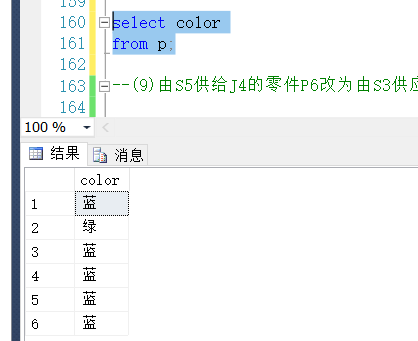 159
160 select color
161 from p;
162
163 --(9)由S5供给J4的零件P6改为由S3供应
164
100 %
结果 消息
color
1 蓝
2 绿
3 蓝
4 蓝
5 蓝
6 蓝